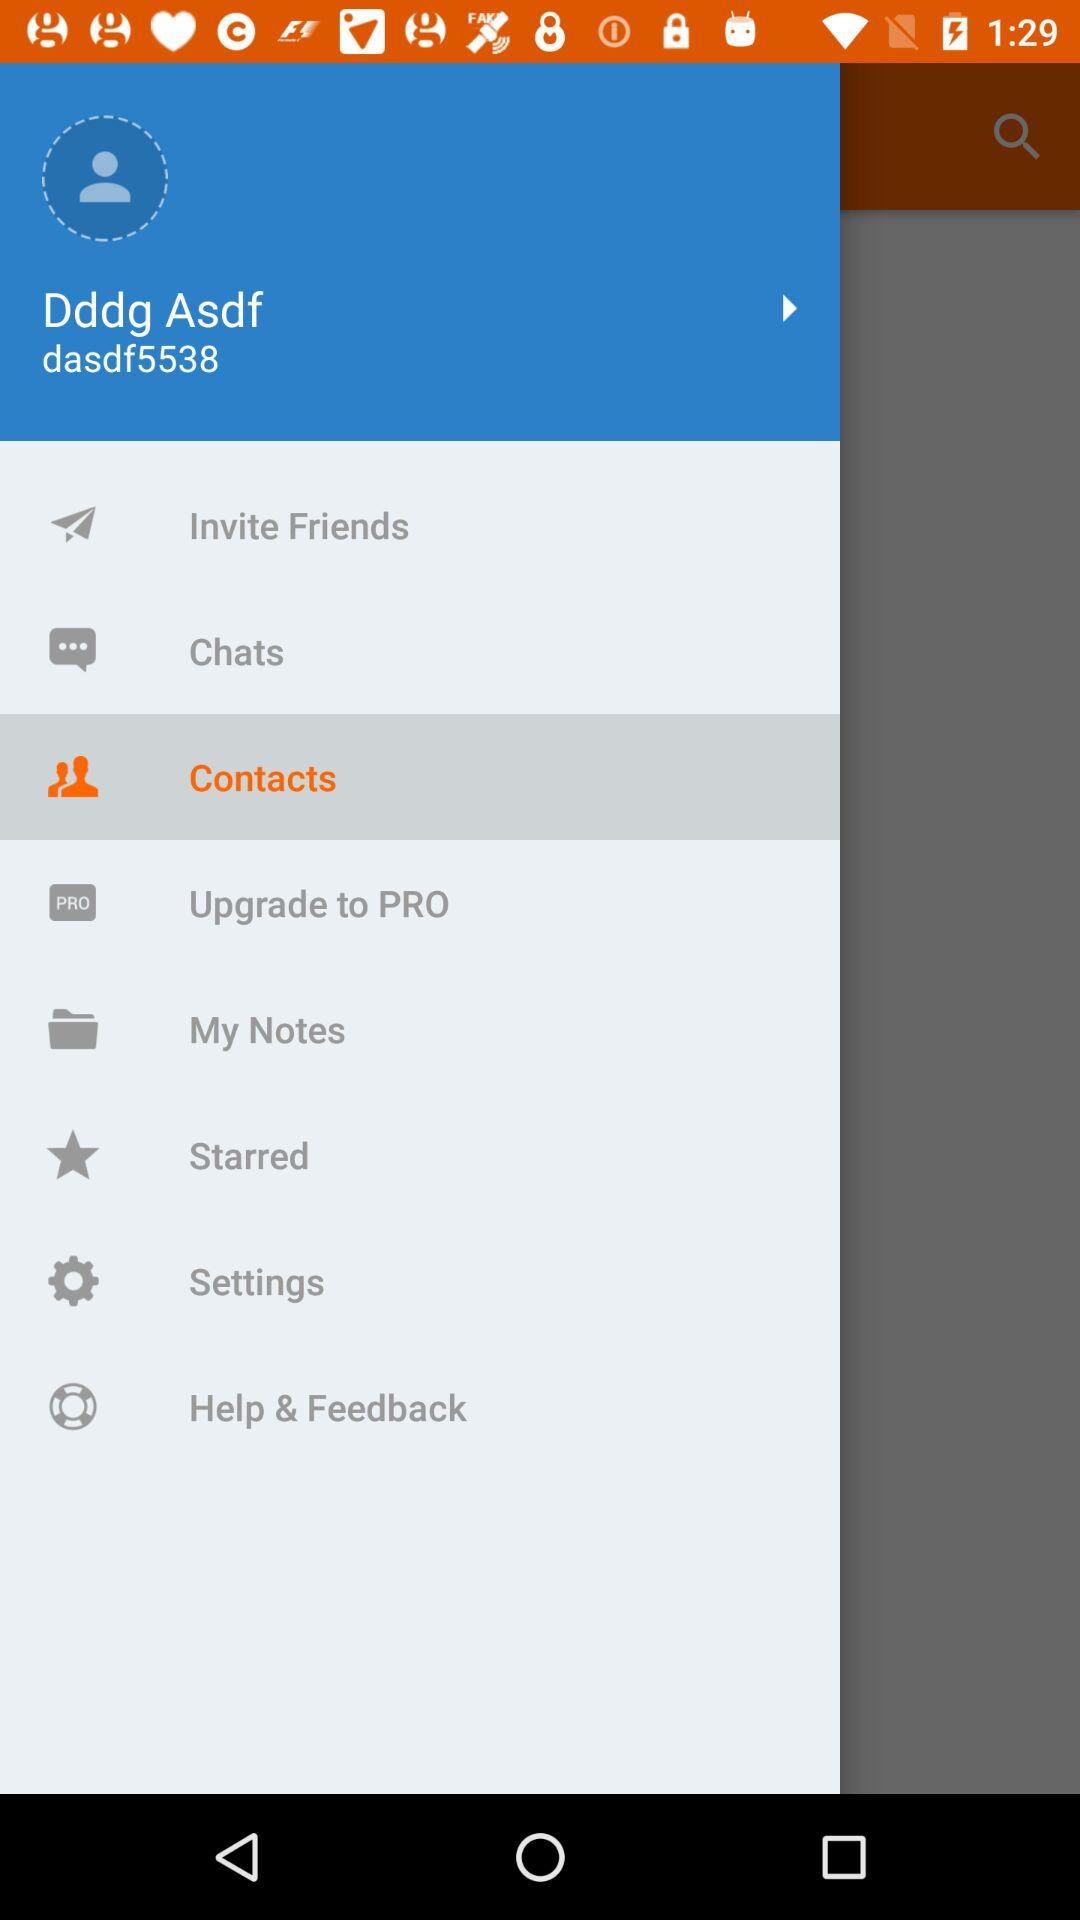 FAKE
1:29
Dddg Asdf
dasdf5538
Invite Friends
Chats
Contacts
PRO Upgrade to PRO
My Notes
Starred
Settings
Help & Feedback